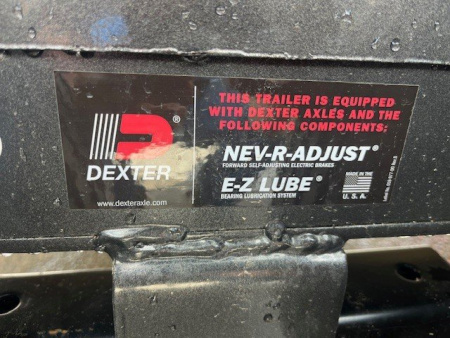 THIS TRAILER IS EQUIPPED
WITH DEXTER AXLES AND THE
FOLLOWING COMPONENTS:
DEXTER
www.dexteraxle.com
NEV-R-ADJUST®
FORWARD SELF-ADJUSTING ELECTRIC BRAKES
E-Z LUBE®
BEARING LUBRICATION SYSTEM
MADE IN THE
U.S.A.